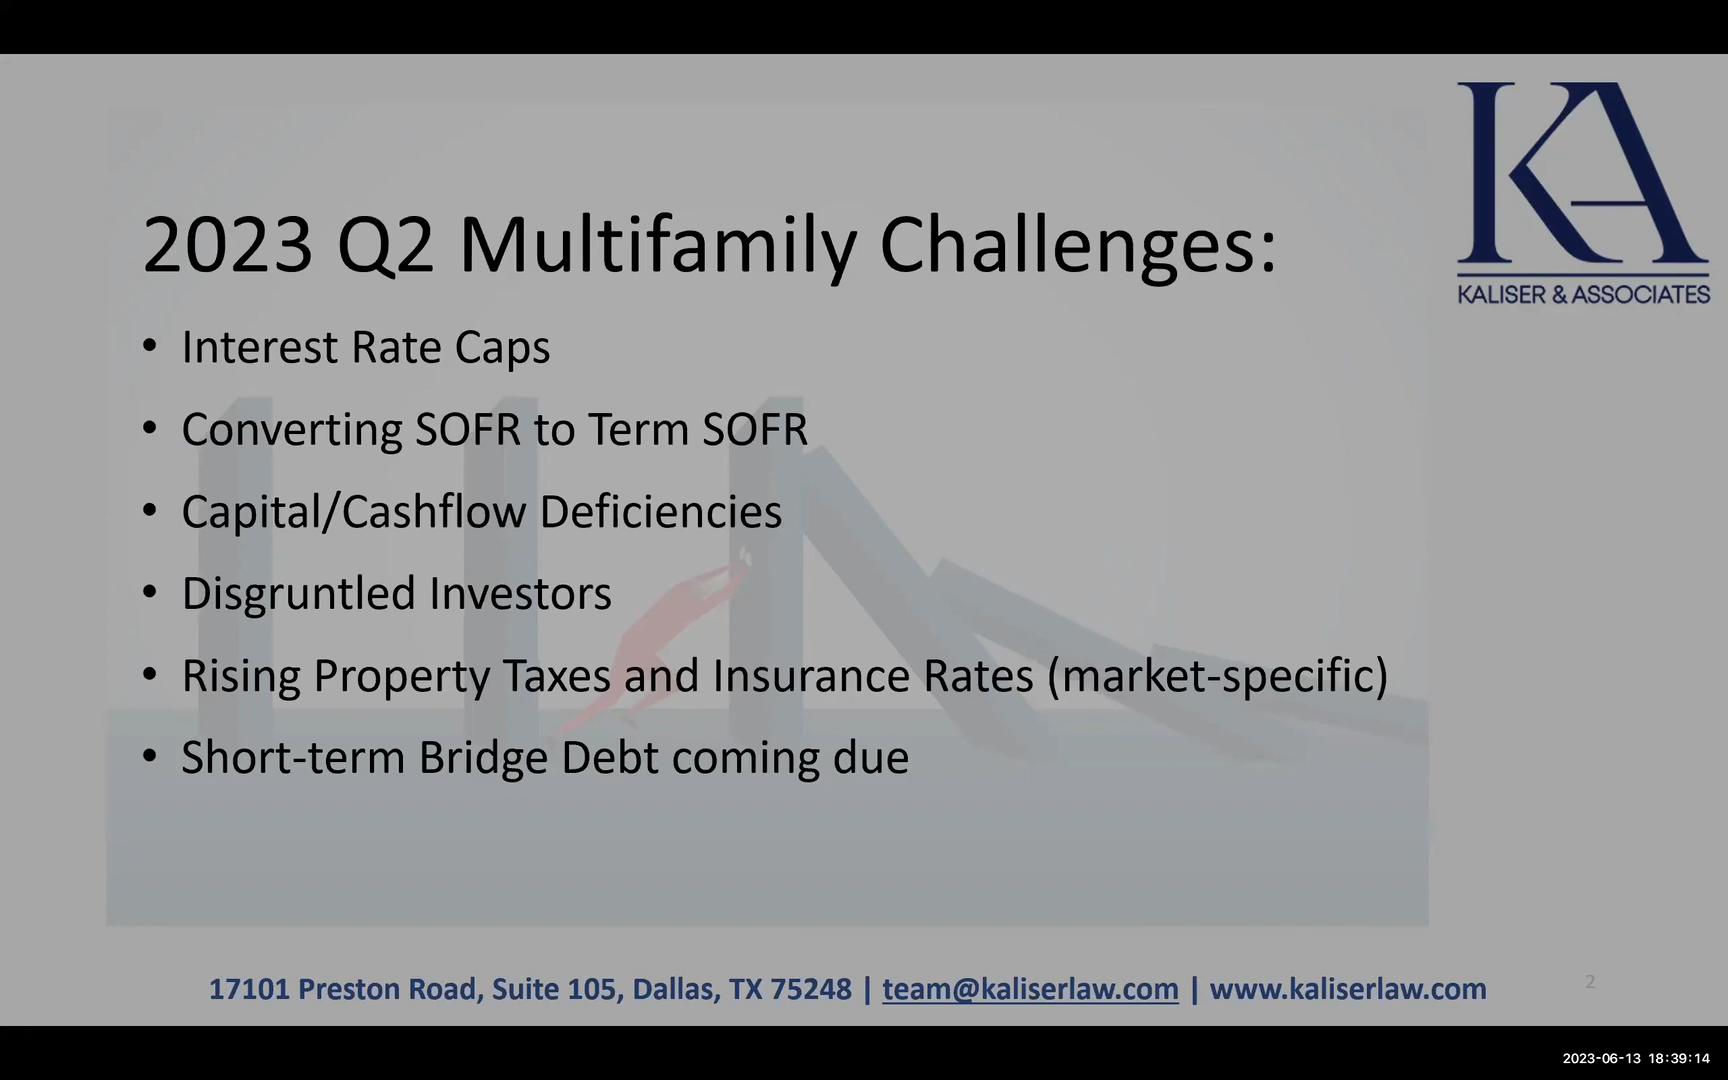 KA
KALISER & ASSOCIATES
2023 Q2 Multifamily Challenges:
• Interest Rate Caps
• Converting SOFR to Term SOFR
• Capital/Cashflow Deficiencies
• Disgruntled Investors
• Rising Property Taxes and Insurance Rates (market-specific)
• Short-term Bridge Debt coming due
17101 Preston Road, Suite 105, Dallas, TX 75248 | team@kaliserlaw.com | www.kaliserlaw.com
2
2023-06-13 18:39:14